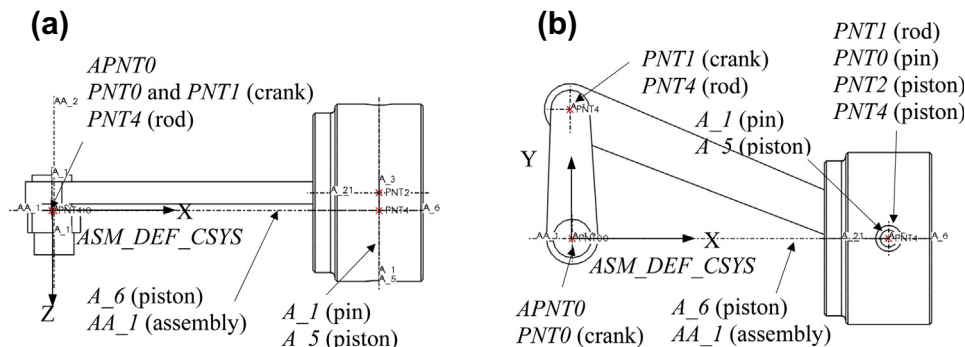 (a)
APNT0
PNT0 and PNT1 (crank)
PNT4 (rod)
AA_2
A_1
A_3
A_21
PNT2
AA_1
X
PNT4
A_6
ASM_DEF_CSYS
A_1
A_6 (piston)
AA_1 (assembly)
A_1
A_5
Z
A_1 (pin)
A_5 (piston)
(b)
PNT1 (rod)
PNT0 (pin)
PNT2 (piston)
PNT4 (piston)
PNT1 (crank)
PNT4 (rod)
PNT4
A_1 (pin)
A_5 (piston)
Y
AA_1
X
A_21
PNT4
A_6
ASM_DEF_CSYS
APNT0
PNT0 (crank)
A_6 (piston)
AA_1 (assembly)